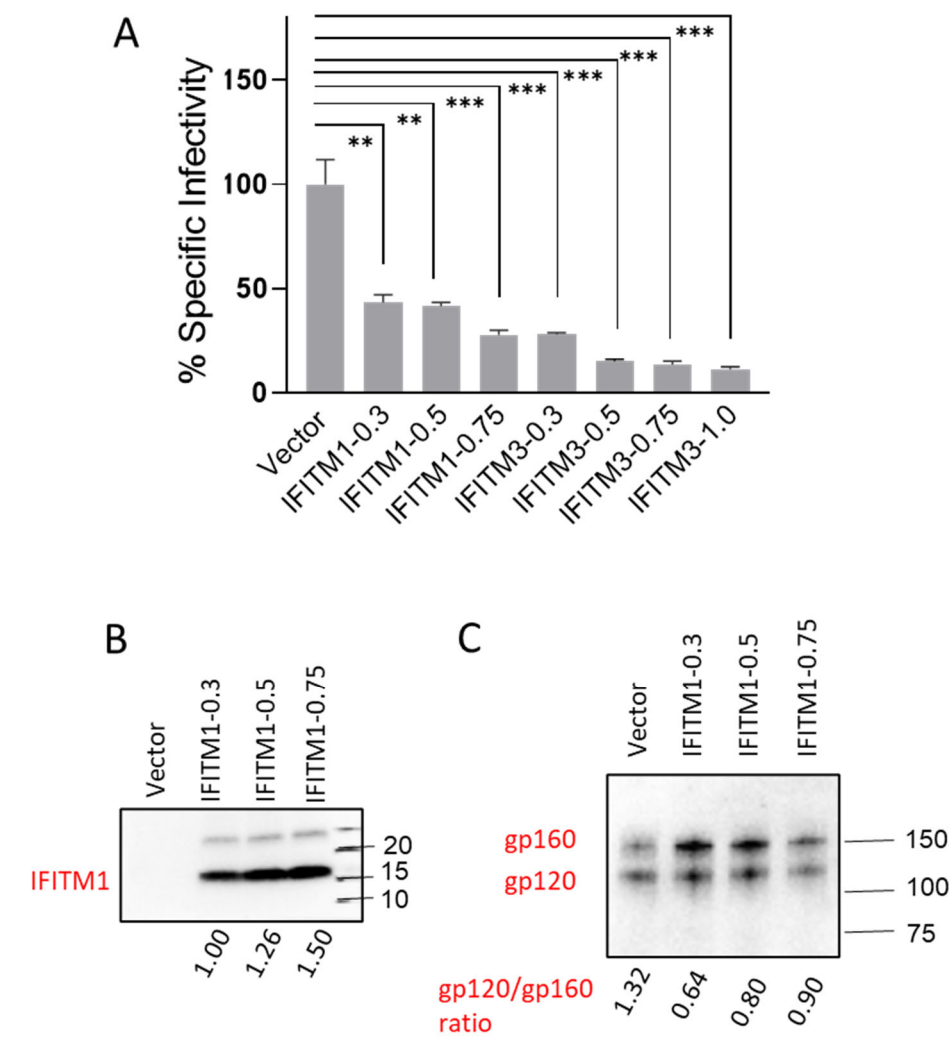 A
% Specific Infectivity
150
100
50
0
***
***
***
***
***
**
**
Vector
IFITM1-0.3
IFITM1-0.5
IFITM1-0.75
IFITM3-0.3
IFITM3-0.5
IFITM3-0.75
IFITM3-1.0
B
Vector
IFITM1-0.3
IFITM1-0.5
IFITM1-0.75
IFITM1
20
15
10
1.00
1.26
1.50
C
Vector
IFITM1-0.3
IFITM1-0.5
IFITM1-0.75
gp160
gp120
150
100
75
gp120/gp160
ratio
1.32
0.64
0.80
0.90